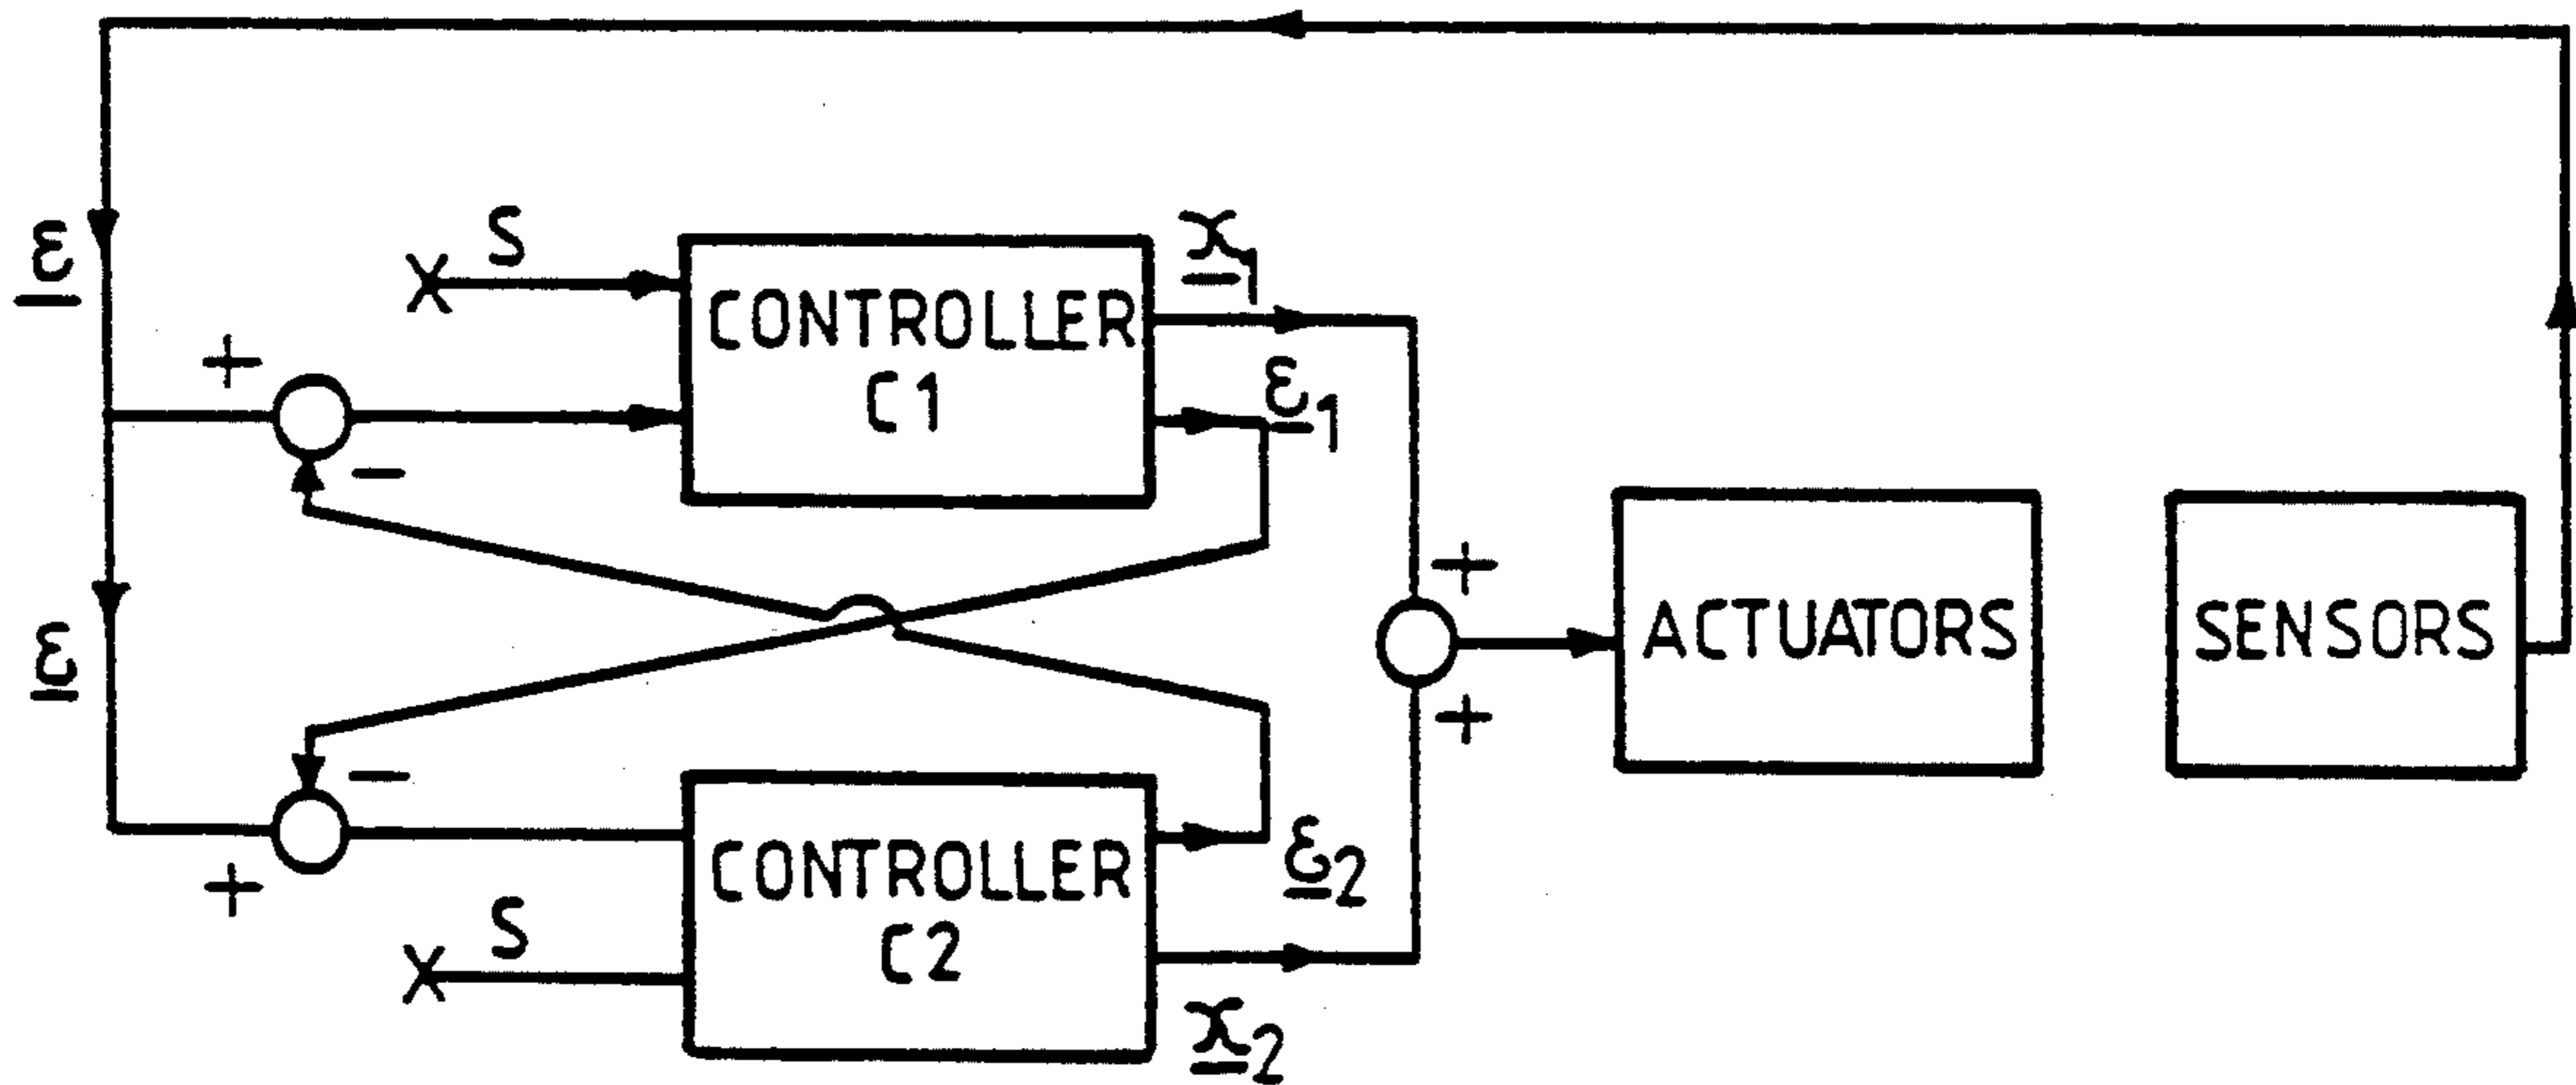 ε
S
CONTROLLER
C1
x1
ε1
+
-
ε
-
+
CONTROLLER
C2
S
ε2
x2
+
+
ACTUATORS
SENSORS